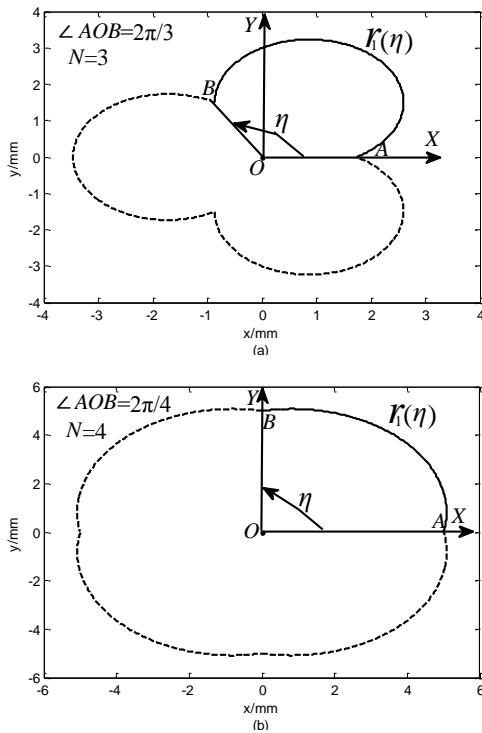 ∠AOB=2π/3
N=3
Y
r₁(η)
B
η
A
X
O
y/mm
4
3
2
1
0
-1
-2
-3
-4
-4 -3 -2 -1 0 1 2 3 4
x/mm
(a)
∠AOB=2π/4
N=4
Y
r₁(η)
B
η
A
X
O
y/mm
6
4
2
0
-2
-4
-6
-6 -4 -2 0 2 4 6
x/mm
(b)